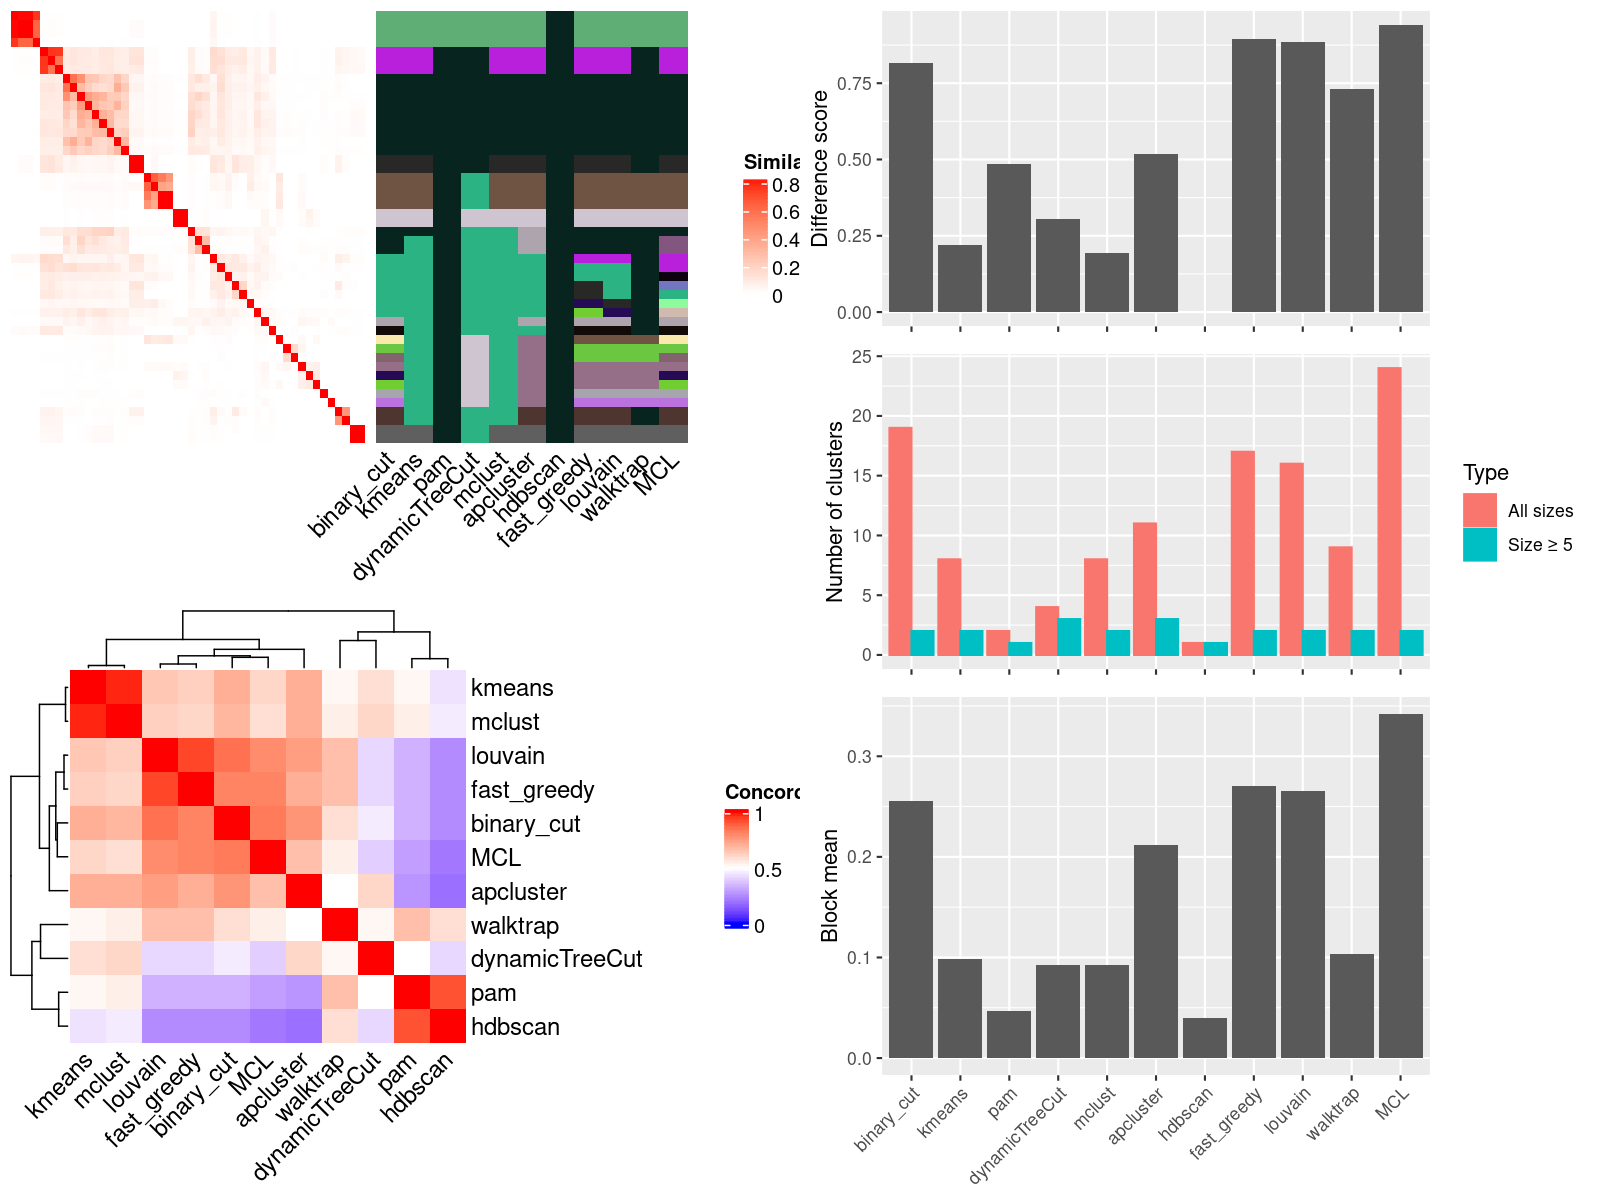 Simila
0.8
0.6
0.4
0.2
0
binary_cut
kmeans
pam
dynamicTreeCut
mclust
apcluster
hdbscan
fast_greedy
louvain
walktrap
MCL
Difference score
0.75
0.50
0.25
0.00
Number of clusters
25
20
15
10
5
0
Type
All sizes
Size ≥ 5
kmeans
mclust
louvain
fast_greedy
binary_cut
MCL
apcluster
walktrap
dynamicTreeCut
pam
hdbscan
kmeans
mclust
louvain
fast_greedy
binary_cut
MCL
apcluster
walktrap
dynamicTreeCut
pam
hdbscan
Concord
1
0.5
0
Block mean
0.3
0.2
0.1
0.0
binary_cut
kmeans
pam
dynamicTreeCut
mclust
apcluster
hdbscan
fast_greedy
louvain
walktrap
MCL